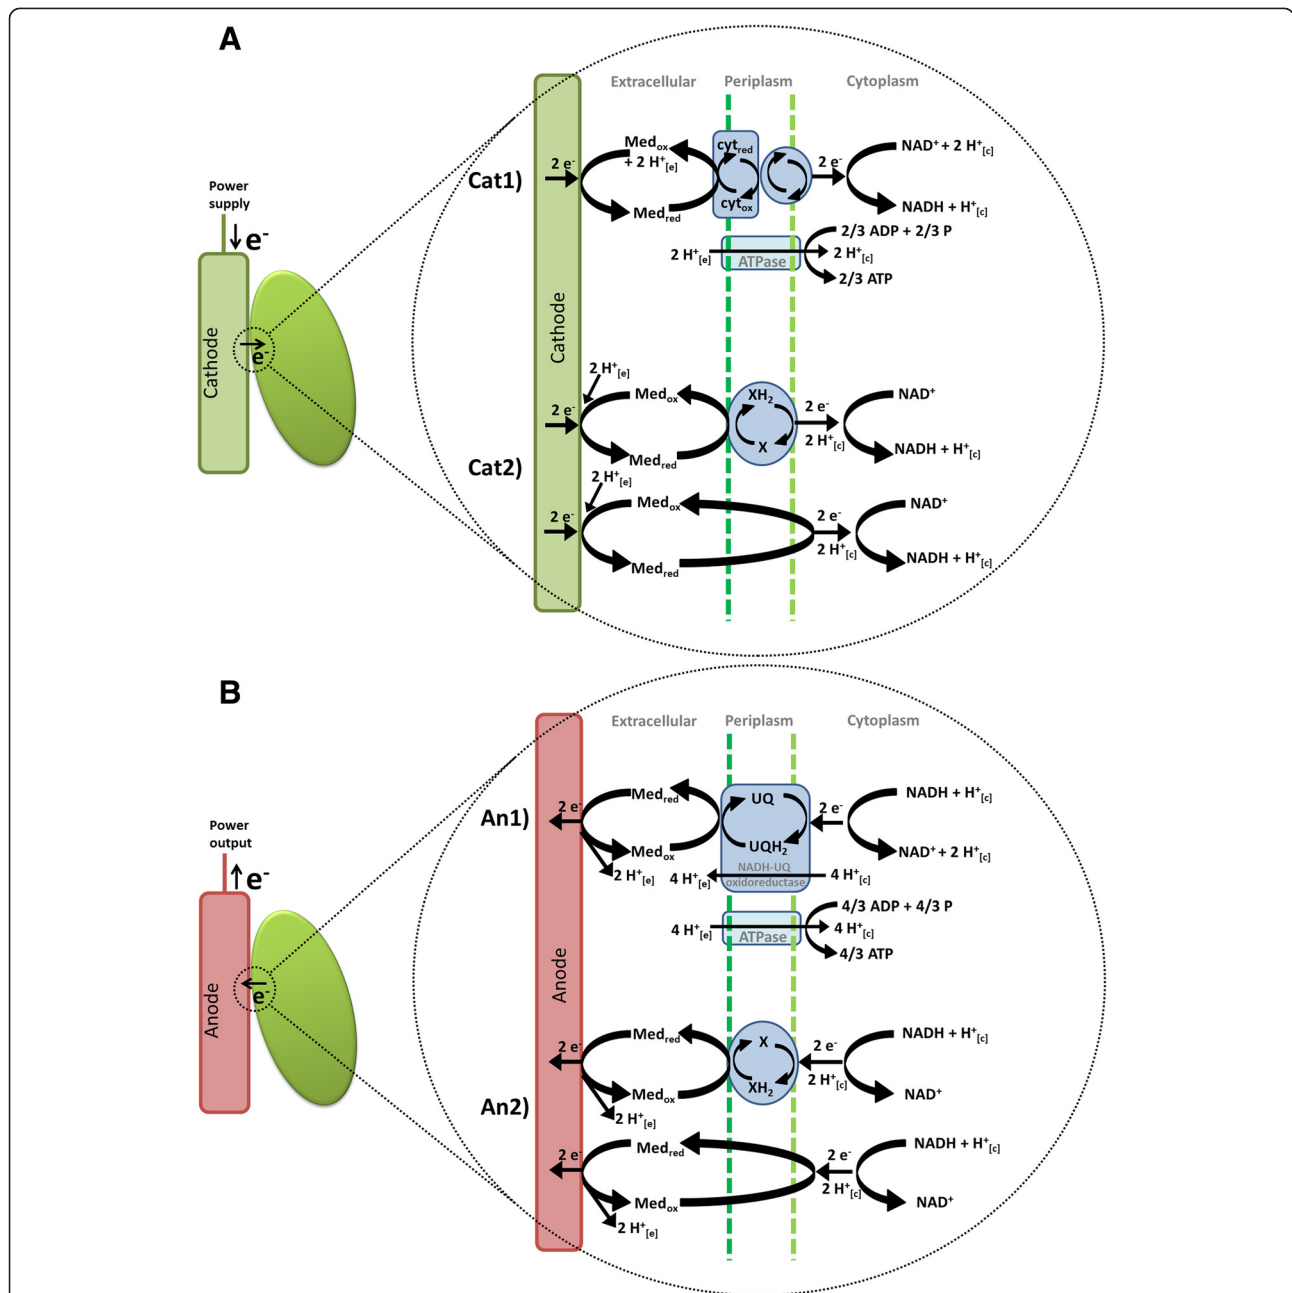 A
Extracellular Periplasm Cytoplasm
Power
supply
e-
Cathode
e-
Cathode
Cat1)
2 e-
Medox
+ 2 H+[e]
Medred
cytred
cytox
2 e-
NAD+ + 2 H+[c]
NADH + H+[c]
2 H+[e]
ATPase
2/3 ADP + 2/3 P
2 H+[c]
2/3 ATP
Cat2)
2 H+[e]
2 e-
Medox
Medred
XH2
X
2 e-
2 H+[c]
NAD+
NADH + H+[c]
2 H+[e]
2 e-
Medox
Medred
2 e-
2 H+[c]
NAD+
NADH + H+[c]
B
Extracellular Periplasm Cytoplasm
Power
output
e-
Anode
e-
Anode
An1)
2 e-
Medred
Medox
2 H+[e]
UQ
UQH2
NADH-UQ
oxidoreductase
2 e-
NADH + H+[c]
NAD+ + 2 H+[c]
4 H+[e]
4 H+[c]
4 H+[e]
ATPase
4/3 ADP + 4/3 P
4 H+[c]
4/3 ATP
An2)
2 e-
Medred
Medox
2 H+[e]
X
XH2
2 e-
2 H+[c]
NADH + H+[c]
NAD+
2 e-
Medred
Medox
2 H+[e]
2 e-
2 H+[c]
NADH + H+[c]
NAD+